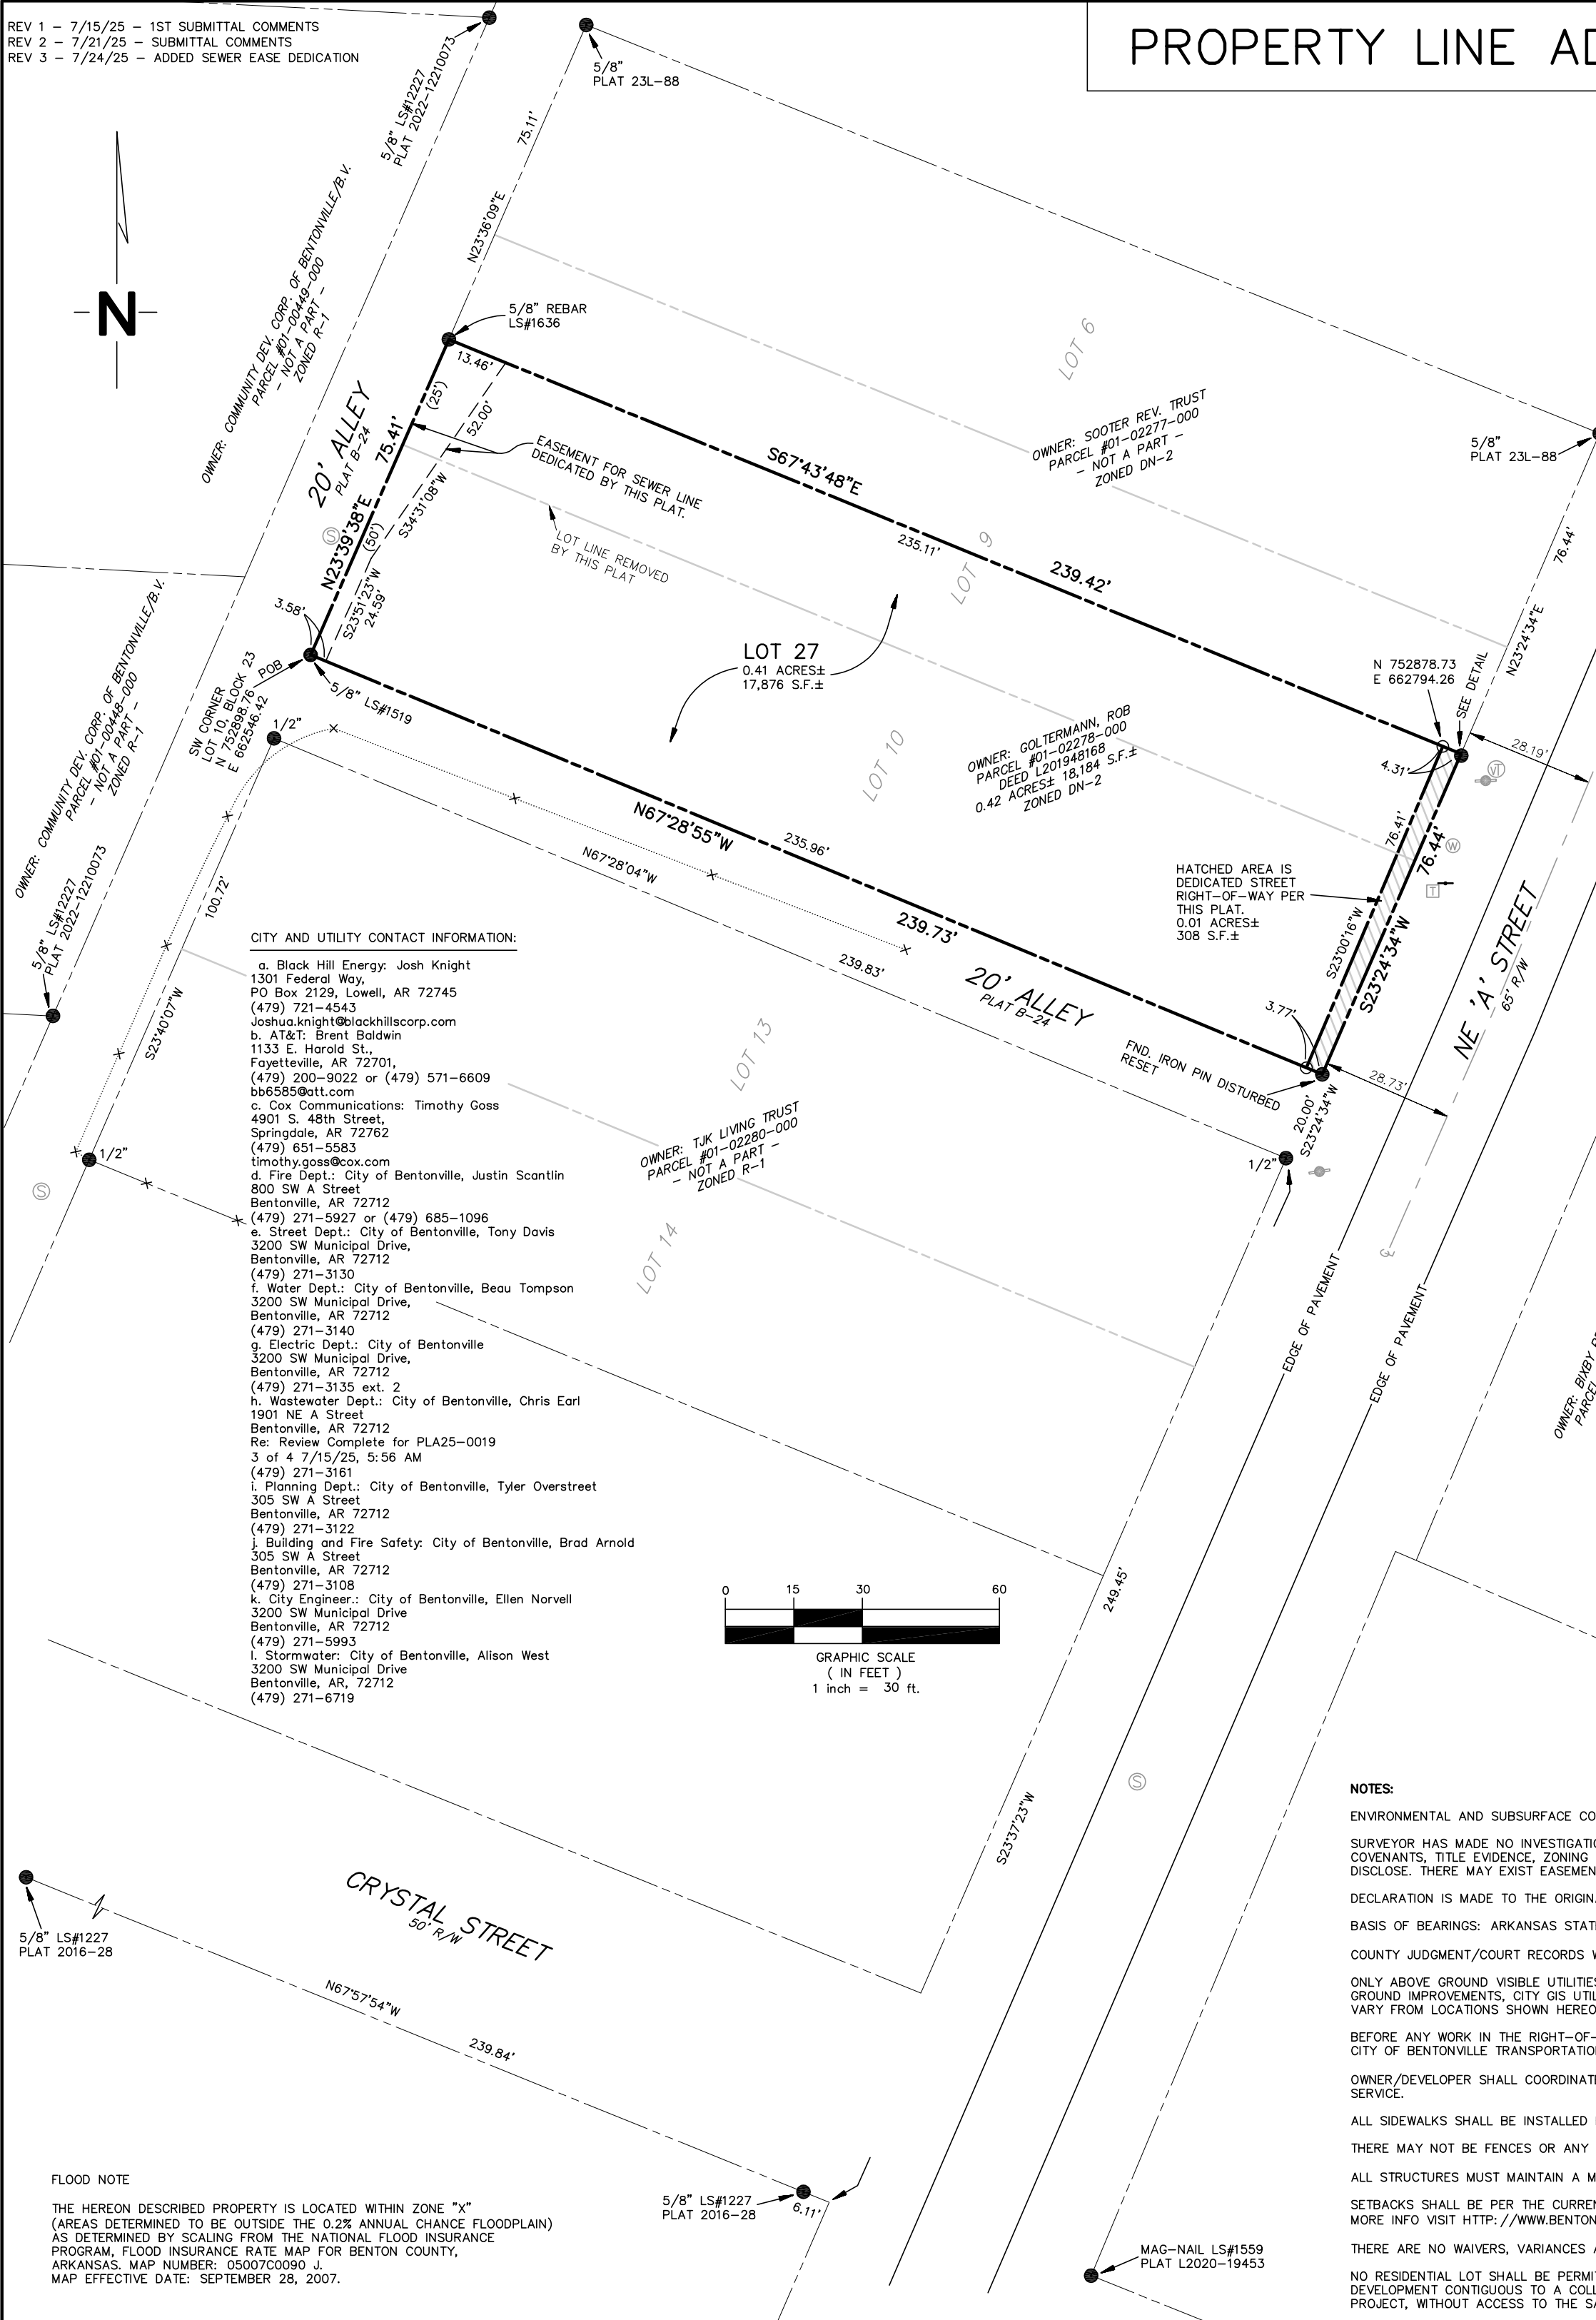 REV 1 – 7/15/25 – 1ST SUBMITTAL COMMENTS
REV 2 – 7/21/25 – SUBMITTAL COMMENTS
REV 3 – 7/24/25 – ADDED SEWER EASE DEDICATION
PROPERTY LINE AD
5/8" LS#12227
PLAT 2022–12210073
5/8"
PLAT 23L–88
75.11'
N23°36'09"E
N
OWNER: COMMUNITY DEV. CORP. OF BENTONVILLE/B.V.
PARCEL #01–00449–000
– NOT A PART –
ZONED R–1
5/8" REBAR
LS#1636
13.46'
(25')
52.00'
20' ALLEY
PLAT B–24
75.41'
N23°39'38"E
(50')
S34°31'08"W
S23°51'23"W
24.59'
3.58'
EASEMENT FOR SEWER LINE
DEDICATED BY THIS PLAT.
LOT LINE REMOVED
BY THIS PLAT
S
LOT 6
OWNER: SOOTER REV. TRUST
PARCEL #01–02277–000
– NOT A PART –
ZONED DN–2
5/8"
PLAT 23L–88
S67°43'48"E
235.11'
239.42'
LOT 9
76.44'
N23°24'34"E
LOT 27
0.41 ACRES±
17,876 S.F.±
N 752878.73
E 662794.26
SEE DETAIL
28.19'
4.31'
VT
OWNER: COMMUNITY DEV. CORP. OF BENTONVILLE/B.V.
PARCEL #01–00448–000
– NOT A PART –
ZONED R–1
SW CORNER
LOT 10, BLOCK 23
N 752898.76
E 662546.42
POB
5/8" LS#1519
1/2"
LOT 10
OWNER: GOLTERMANN, ROB
PARCEL #01–02278–000
DEED L201948168
0.42 ACRES± 18,184 S.F.±
ZONED DN–2
N67°28'55"W
235.96'
239.73'
N67°28'04"W
239.83'
20' ALLEY
PLAT B–24
HATCHED AREA IS
DEDICATED STREET
RIGHT–OF–WAY PER
THIS PLAT.
0.01 ACRES±
308 S.F.±
76.41'
S23°00'16"W
76.44'
S23°24'34"W
W
T
3.77'
FND. IRON PIN DISTURBED
RESET
28.73'
20.00'
S23°24'34"W
1/2"
NE 'A' STREET
65' R/W
5/8" LS#12227
PLAT 2022–12210073
100.72'
S23°40'07"W
1/2"
S
CITY AND UTILITY CONTACT INFORMATION:
a. Black Hill Energy: Josh Knight
1301 Federal Way,
PO Box 2129, Lowell, AR 72745
(479) 721–4543
Joshua.knight@blackhillscorp.com
b. AT&T: Brent Baldwin
1133 E. Harold St.,
Fayetteville, AR 72701,
(479) 200–9022 or (479) 571–6609
bb6585@att.com
c. Cox Communications: Timothy Goss
4901 S. 48th Street,
Springdale, AR 72762
(479) 651–5583
timothy.goss@cox.com
d. Fire Dept.: City of Bentonville, Justin Scantlin
800 SW A Street
Bentonville, AR 72712
(479) 271–5927 or (479) 685–1096
e. Street Dept.: City of Bentonville, Tony Davis
3200 SW Municipal Drive,
Bentonville, AR 72712
(479) 271–3130
f. Water Dept.: City of Bentonville, Beau Tompson
3200 SW Municipal Drive,
Bentonville, AR 72712
(479) 271–3140
g. Electric Dept.: City of Bentonville
3200 SW Municipal Drive,
Bentonville, AR 72712
(479) 271–3135 ext. 2
h. Wastewater Dept.: City of Bentonville, Chris Earl
1901 NE A Street
Bentonville, AR 72712
Re: Review Complete for PLA25–0019
3 of 4 7/15/25, 5:56 AM
(479) 271–3161
i. Planning Dept.: City of Bentonville, Tyler Overstreet
305 SW A Street
Bentonville, AR 72712
(479) 271–3122
j. Building and Fire Safety: City of Bentonville, Brad Arnold
305 SW A Street
Bentonville, AR 72712
(479) 271–3108
k. City Engineer.: City of Bentonville, Ellen Norvell
3200 SW Municipal Drive
Bentonville, AR 72712
(479) 271–5993
l. Stormwater: City of Bentonville, Alison West
3200 SW Municipal Drive
Bentonville, AR, 72712
(479) 271–6719
LOT 13
OWNER: TJK LIVING TRUST
PARCEL #01–02280–000
– NOT A PART –
ZONED R–1
LOT 14
EDGE OF PAVEMENT
EDGE OF PAVEMENT
CL
OWNER: BIXBY
PARCEL
249.45'
S23°37'23"W
S
0 15 30 60
GRAPHIC SCALE
( IN FEET )
1 inch = 30 ft.
CRYSTAL STREET
50' R/W
5/8" LS#1227
PLAT 2016–28
N67°57'54"W
239.84'
5/8" LS#1227
PLAT 2016–28
6.11'
MAG–NAIL LS#1559
PLAT L2020–19453
FLOOD NOTE
THE HEREON DESCRIBED PROPERTY IS LOCATED WITHIN ZONE "X"
(AREAS DETERMINED TO BE OUTSIDE THE 0.2% ANNUAL CHANCE FLOODPLAIN)
AS DETERMINED BY SCALING FROM THE NATIONAL FLOOD INSURANCE
PROGRAM, FLOOD INSURANCE RATE MAP FOR BENTON COUNTY,
ARKANSAS. MAP NUMBER: 05007C0090 J.
MAP EFFECTIVE DATE: SEPTEMBER 28, 2007.
NOTES:
ENVIRONMENTAL AND SUBSURFACE CO
SURVEYOR HAS MADE NO INVESTIGATIO
COVENANTS, TITLE EVIDENCE, ZONING
DISCLOSE. THERE MAY EXIST EASEMEN
DECLARATION IS MADE TO THE ORIGINA
BASIS OF BEARINGS: ARKANSAS STAT
COUNTY JUDGMENT/COURT RECORDS W
ONLY ABOVE GROUND VISIBLE UTILITIES
GROUND IMPROVEMENTS, CITY GIS UTIL
VARY FROM LOCATIONS SHOWN HEREO
BEFORE ANY WORK IN THE RIGHT–OF–
CITY OF BENTONVILLE TRANSPORTATIO
OWNER/DEVELOPER SHALL COORDINATE
SERVICE.
ALL SIDEWALKS SHALL BE INSTALLED
THERE MAY NOT BE FENCES OR ANY
ALL STRUCTURES MUST MAINTAIN A M
SETBACKS SHALL BE PER THE CURREN
MORE INFO VISIT HTTP://WWW.BENTON
THERE ARE NO WAIVERS, VARIANCES A
NO RESIDENTIAL LOT SHALL BE PERMIT
DEVELOPMENT CONTIGUOUS TO A COLL
PROJECT, WITHOUT ACCESS TO THE SA